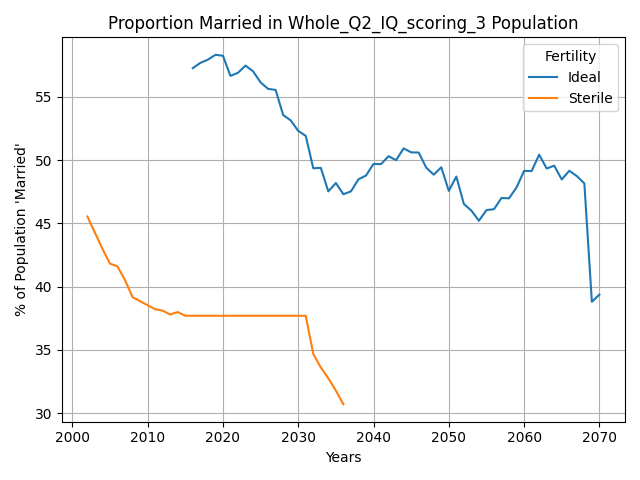 Proportion Married in Whole_Q2_IQ_scoring_3 Population
Fertility
Ideal
Sterile
% of Population 'Married'
55
50
45
40
35
30
2000 2010 2020 2030 2040 2050 2060 2070
Years